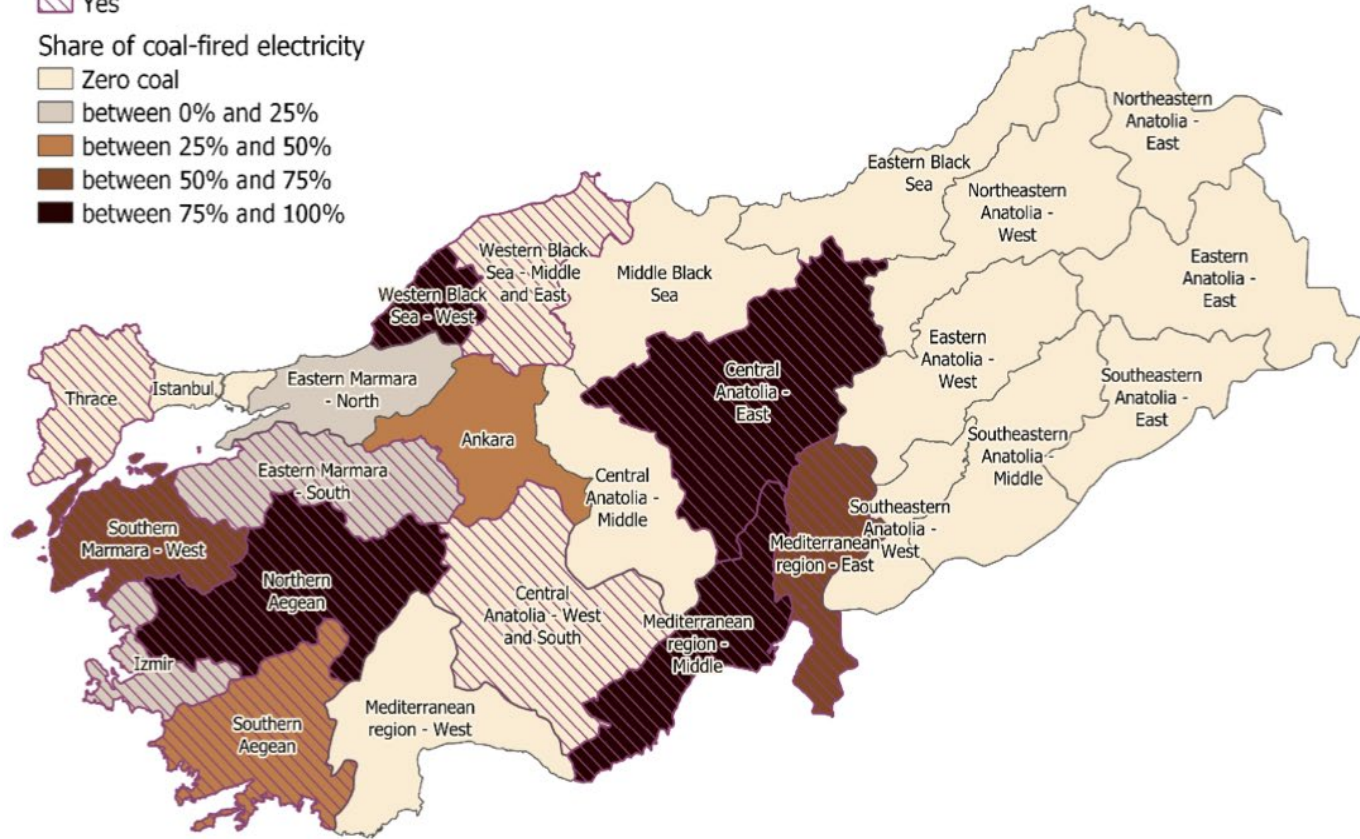 Yes
Share of coal-fired electricity
Zero coal
between 0% and 25%
between 25% and 50%
between 50% and 75%
between 75% and 100%
Northeastern
Anatolia -
East
Eastern Black
Sea
Northeastern
Anatolia -
West
Western Black
Sea - Middle
and East
Middle Black
Sea
Eastern
Anatolia -
East
Western Black
Sea - West
Eastern
Anatolia -
West
Thrace
Istanbul
Eastern Marmara
- North
Central
Anatolia -
East
Southeastern
Anatolia -
East
Ankara
Southeastern
Anatolia -
Middle
Eastern Marmara
- South
Central
Anatolia -
Middle
Southeastern
Anatolia -
West
Southern
Marmara - West
Mediterranean
region - East
Northern
Aegean
Central
Anatolia - West
and South
Mediterranean
region -
Middle
Izmir
Southern
Aegean
Mediterranean
region - West